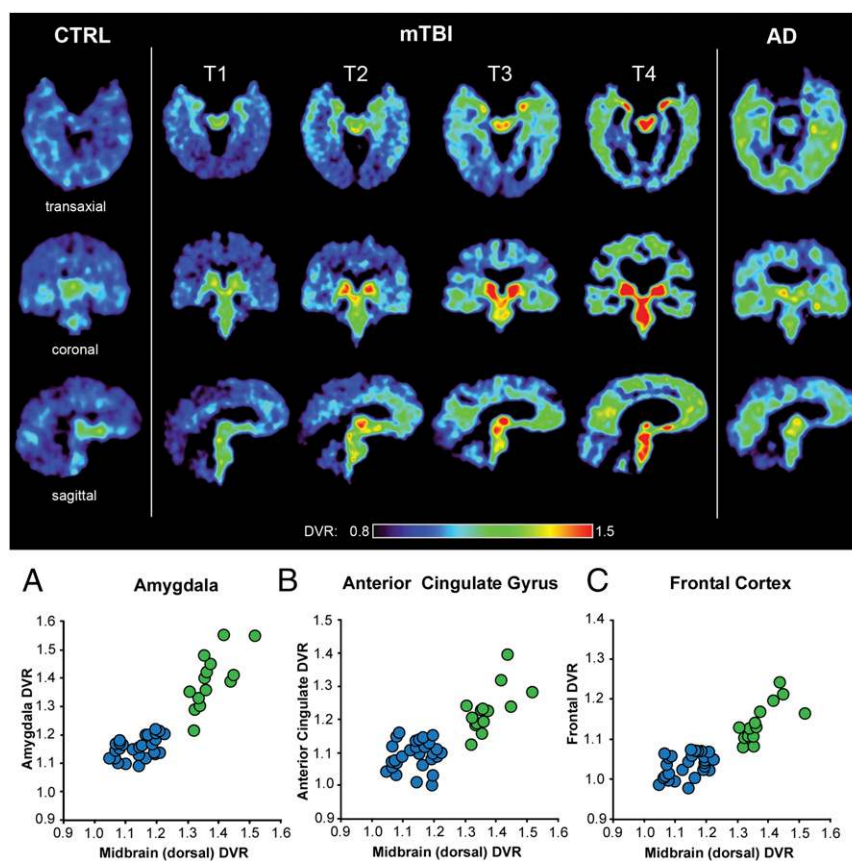 CTRL
mTBI
AD
T1
T2
T3
T4
transaxial
coronal
sagittal
DVR: 0.8
1.5
A
Amygdala
1.6
1.5
1.4
1.3
1.2
1.1
1.0
0.9
Amygdala DVR
0.9 1.0 1.1 1.2 1.3 1.4 1.5 1.6
Midbrain (dorsal) DVR
B
Anterior Cingulate Gyrus
1.5
1.4
1.3
1.2
1.1
1.0
0.9
Anterior Cingulate DVR
0.9 1.0 1.1 1.2 1.3 1.4 1.5 1.6
Midbrain (dorsal) DVR
C
Frontal Cortex
1.4
1.3
1.2
1.1
1.0
0.9
Frontal DVR
0.9 1.0 1.1 1.2 1.3 1.4 1.5 1.6
Midbrain (dorsal) DVR